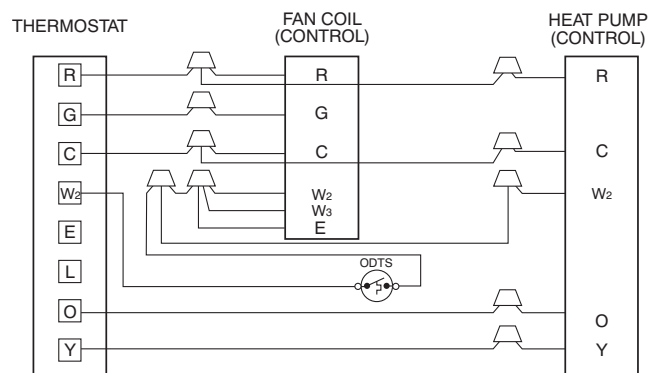 THERMOSTAT
FAN COIL
(CONTROL)
HEAT PUMP
(CONTROL)
R
G
C
W2
E
L
O
Y
R
G
C
W2
W3
E
ODTS
R
C
W2
O
Y